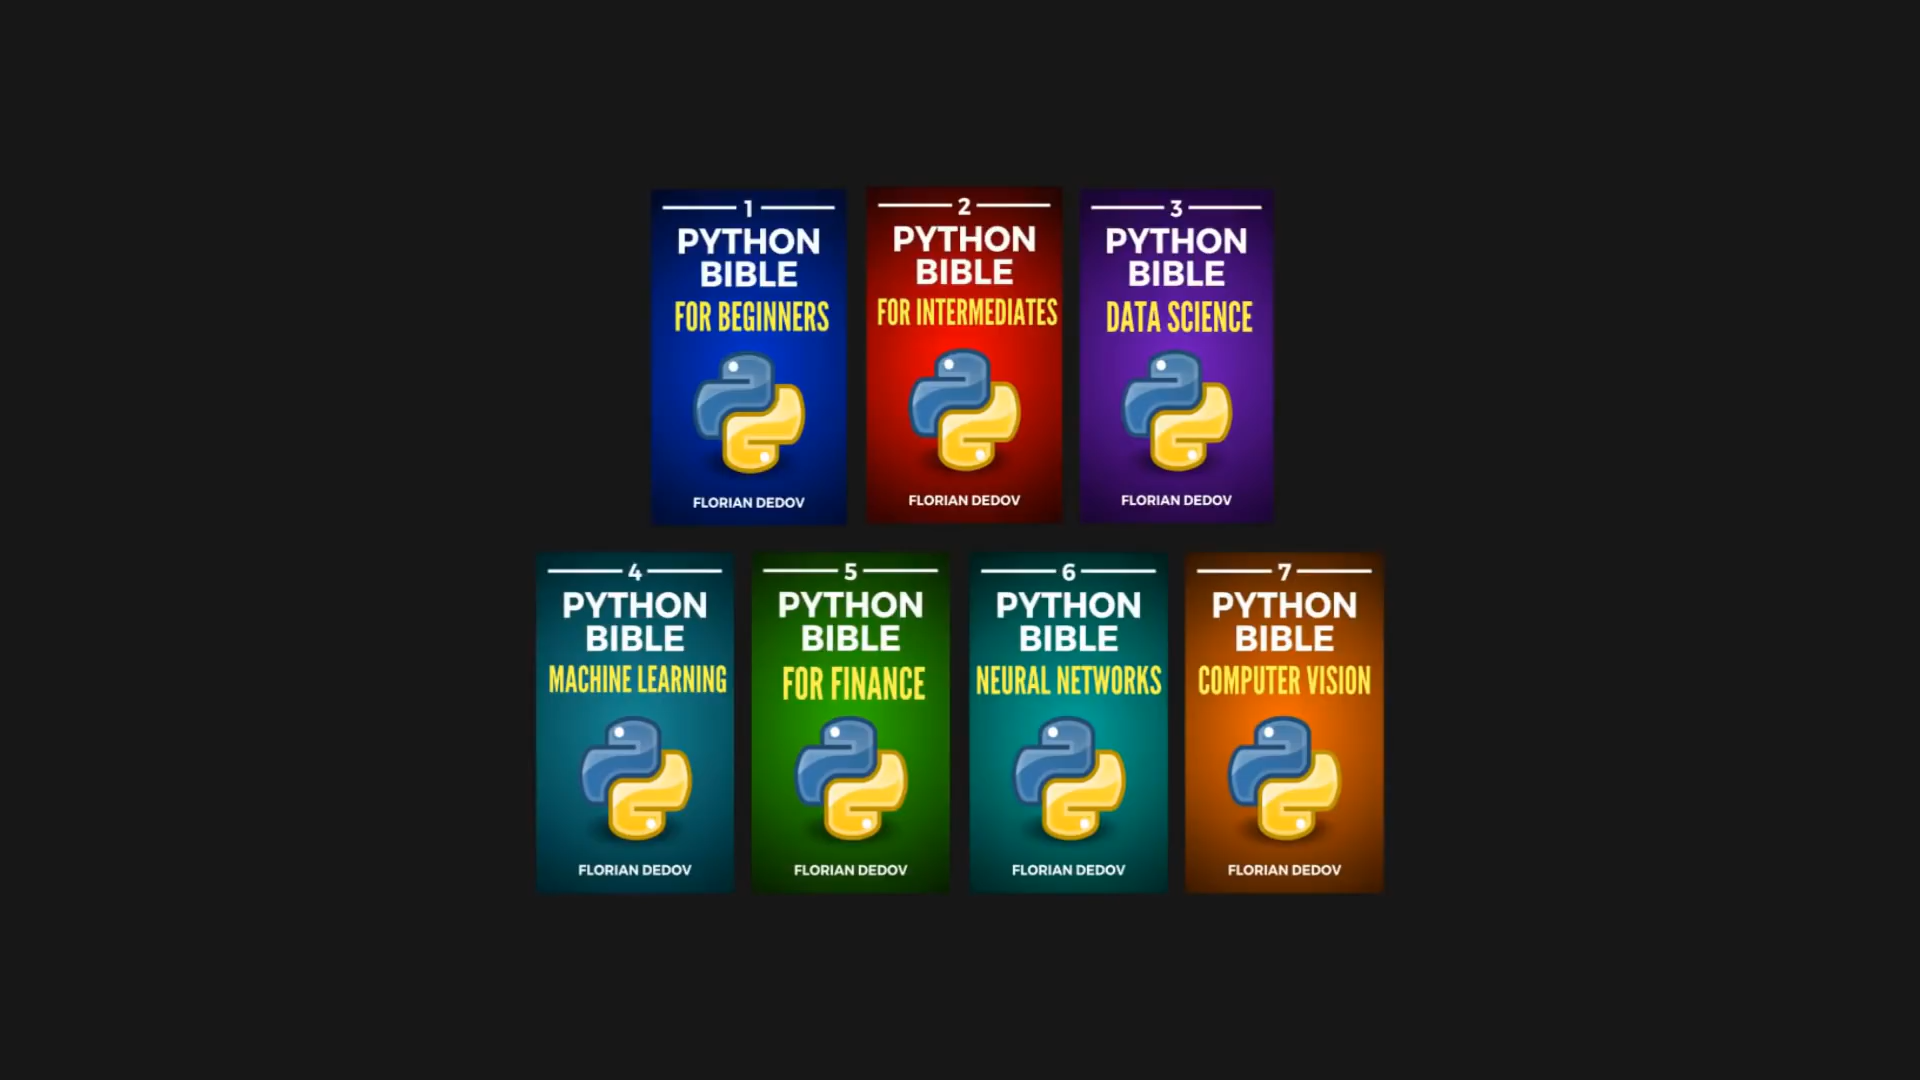 1
PYTHON
BIBLE
FOR BEGINNERS
FLORIAN DEDOV
2
PYTHON
BIBLE
FOR INTERMEDIATES
FLORIAN DEDOV
3
PYTHON
BIBLE
DATA SCIENCE
FLORIAN DEDOV
4
PYTHON
BIBLE
MACHINE LEARNING
FLORIAN DEDOV
5
PYTHON
BIBLE
FOR FINANCE
FLORIAN DEDOV
6
PYTHON
BIBLE
NEURAL NETWORKS
FLORIAN DEDOV
7
PYTHON
BIBLE
COMPUTER VISION
FLORIAN DEDOV